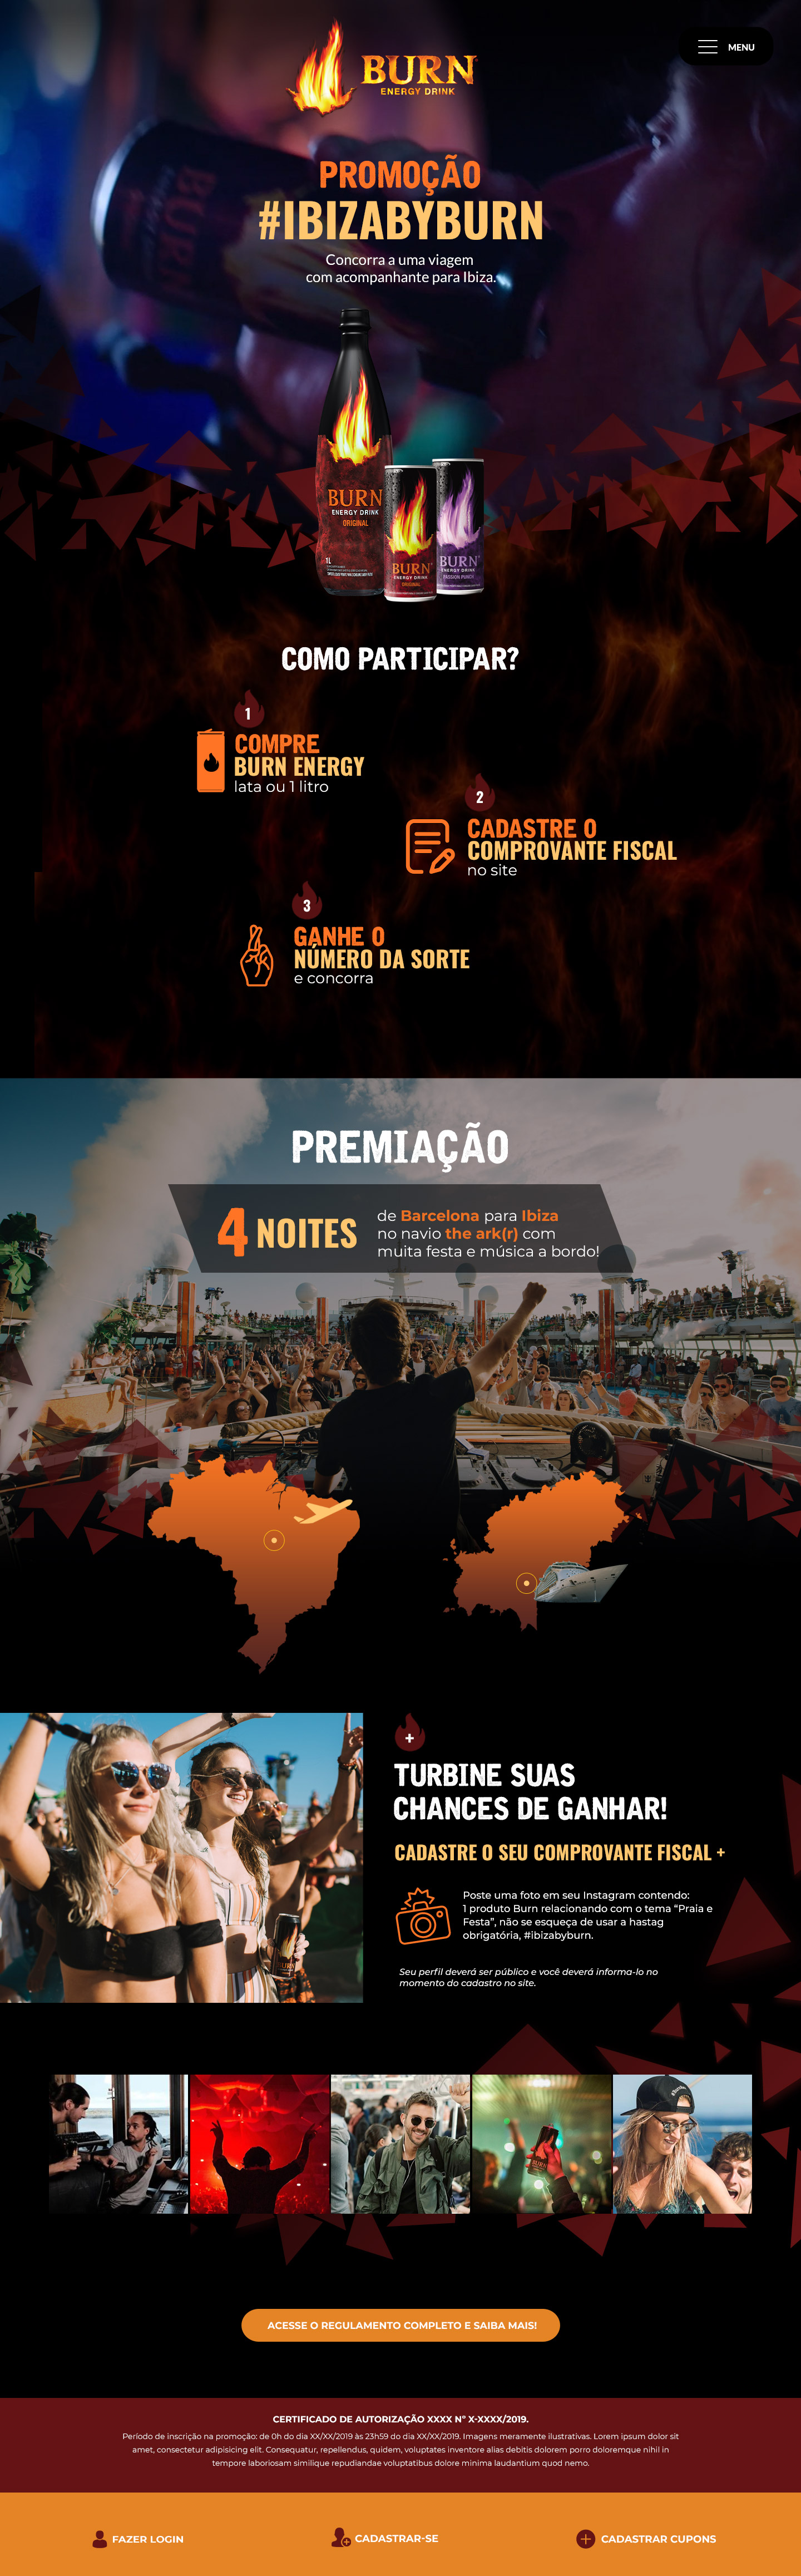 BURN
ENERGY DRINK
MENU
PROMOÇÃO
#IBIZABYBURN
Concorra a uma viagem
com acompanhante para Ibiza.
BURN
ENERGY DRINK
ORIGINAL
1L
BURN
ENERGY DRINK
ORIGINAL
BURN
ENERGY DRINK
PASSION PUNCH
COMO PARTICIPAR?
1
COMPRE
BURN ENERGY
lata ou 1 litro
2
CADASTRE O
COMPROVANTE FISCAL
no site
3
GANHE O
NÚMERO DA SORTE
e concorra
PREMIAÇÃO
4 NOITES
de Barcelona para Ibiza
no navio the ark(r) com
muita festa e música a bordo!
+
TURBINE SUAS
CHANCES DE GANHAR!
CADASTRE O SEU COMPROVANTE FISCAL +
Poste uma foto em seu Instagram contendo:
1 produto Burn relacionando com o tema “Praia e
Festa”, não se esqueça de usar a hastag
obrigatória, #ibizabyburn.
Seu perfil deverá ser público e você deverá informa-lo no
momento do cadastro no site.
BURN
BURN
ACESSE O REGULAMENTO COMPLETO E SAIBA MAIS!
CERTIFICADO DE AUTORIZAÇÃO XXXX Nº X-XXXX/2019.
Período de inscrição na promoção: de 0h do dia XX/XX/2019 às 23h59 do dia XX/XX/2019. Imagens meramente ilustrativas. Lorem ipsum dolor sit
amet, consectetur adipisicing elit. Consequatur, repellendus, quidem, voluptates inventore alias debitis dolorem porro doloremque nihil in
tempore laboriosam similique repudiandae voluptatibus dolore minima laudantium quod nemo.
FAZER LOGIN
CADASTRAR-SE
CADASTRAR CUPONS